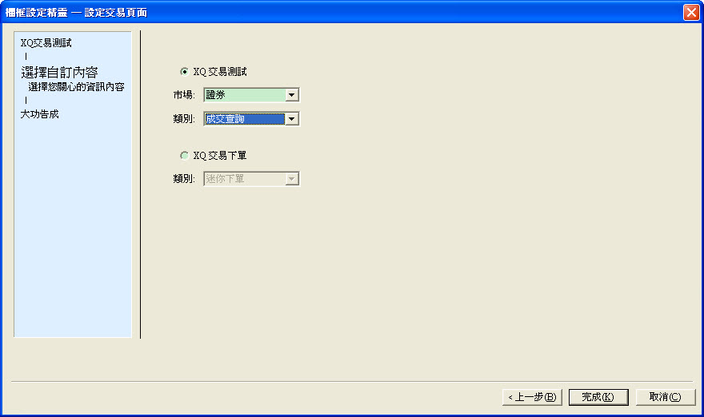 欄框設定精靈 — 設定交易頁面
XQ交易測試
選擇自訂內容
選擇您關心的資訊內容
大功告成
XQ 交易測試
市場: 證券
類別: 成交查詢
XQ 交易下單
類別: 迷你下單
<上一步(B) 完成(K) 取消(C)